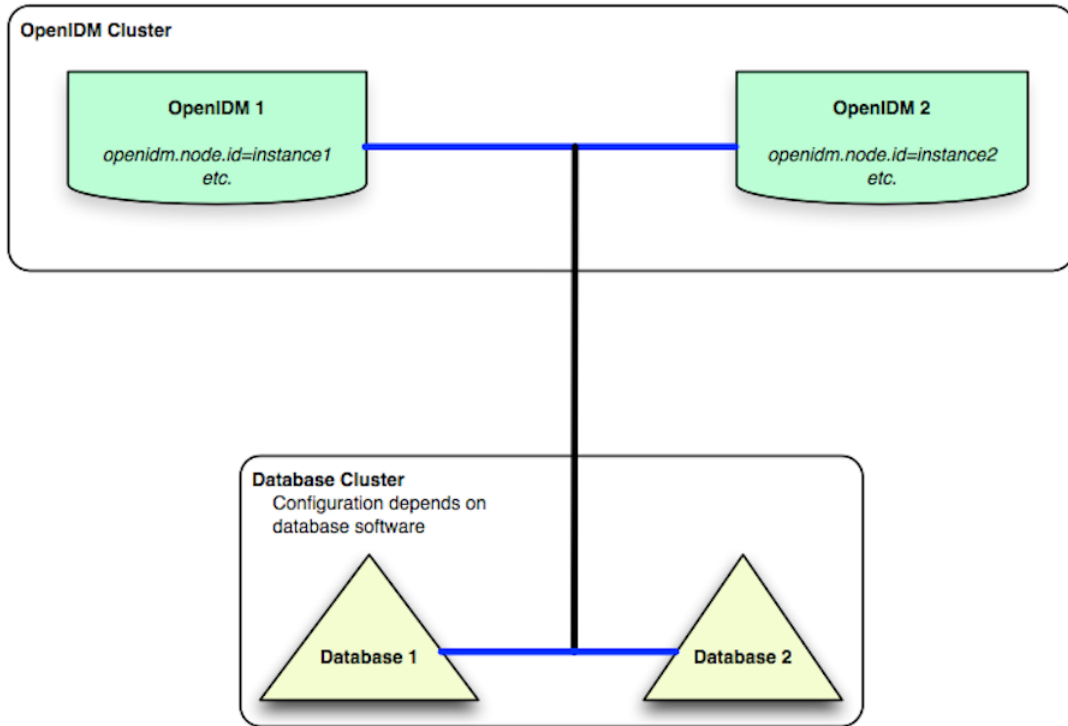 OpenIDM Cluster
OpenIDM 1
openidm.node.id=instance1
etc.
OpenIDM 2
openidm.node.id=instance2
etc.
Database Cluster
Configuration depends on
database software
Database 1
Database 2